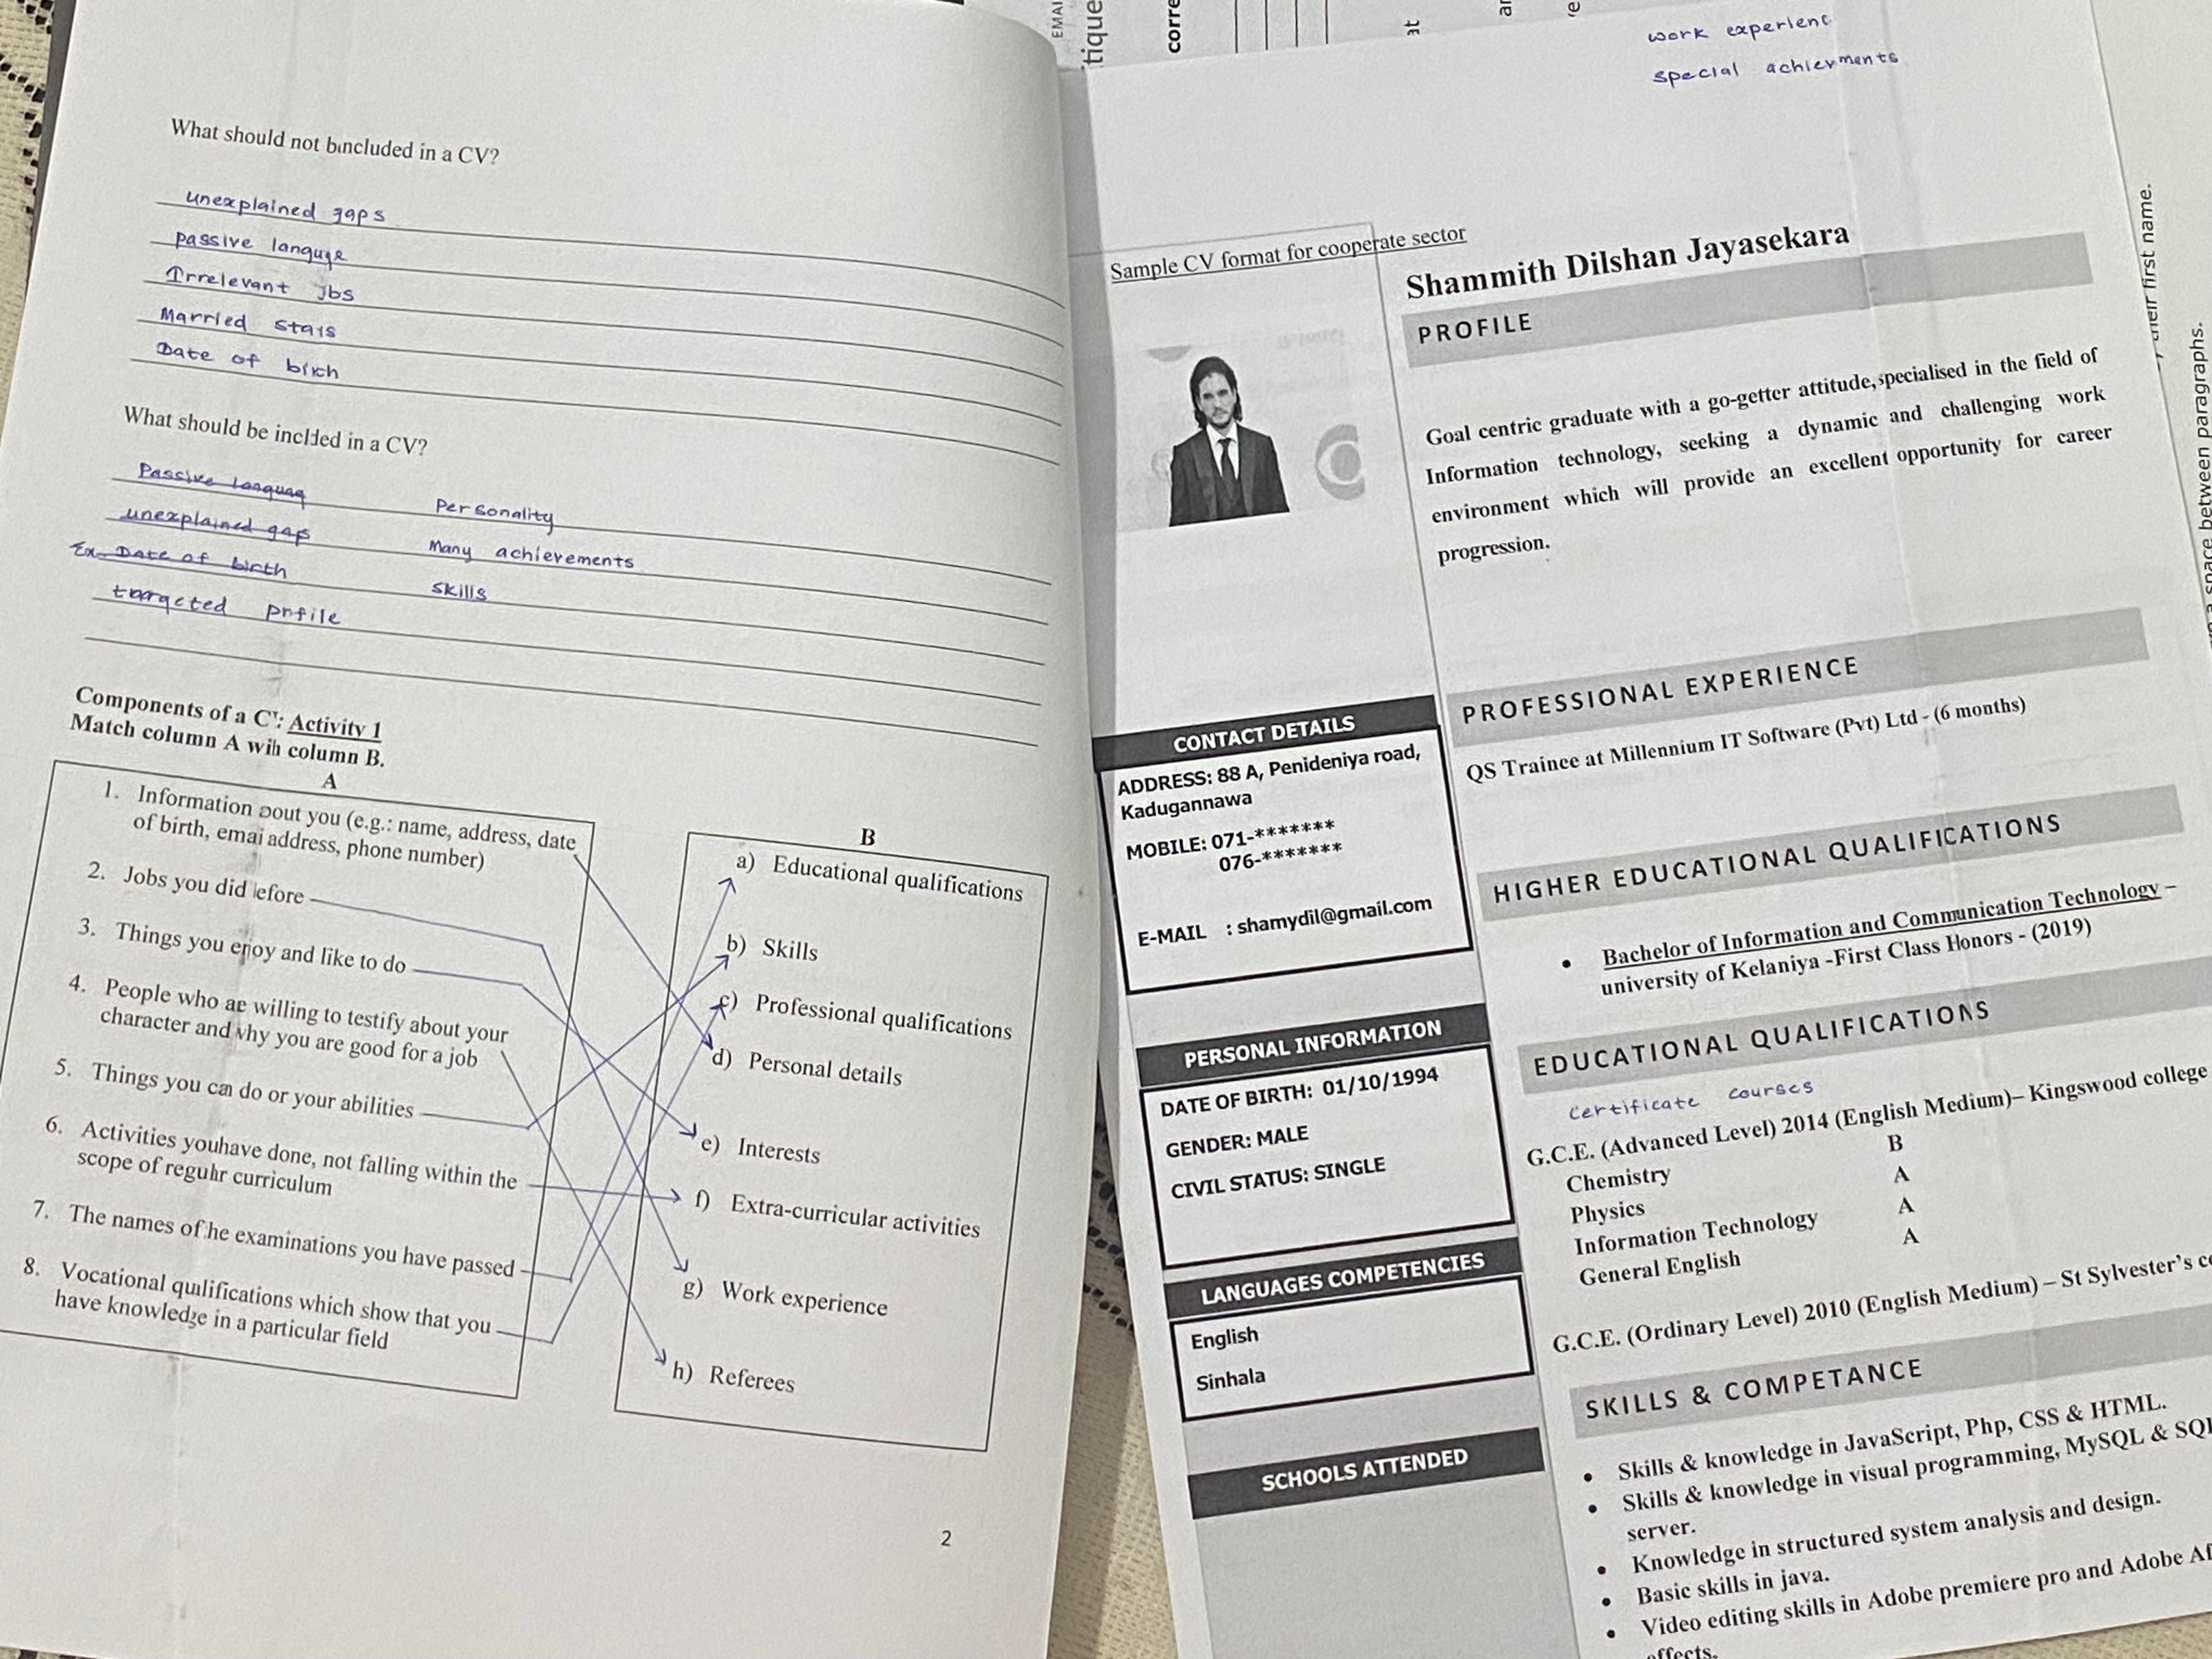 What should not bincluded in a CV?
unexplained gaps
passive languge
Irrelevant jbs
Married stats
Date of birth
What should be inclded in a CV?
Passive languag
unexplained gap
Ex Date of birth
targeted prifile
Personality
Many achievements
skills
Components of a C': Activity 1
Match column A wih column B.
A
1. Information bout you (e.g.: name, address, date
of birth, emai address, phone number)
2. Jobs you did efore
3. Things you enjoy and like to do
4. People who ae willing to testify about your
character and why you are good for a job
5. Things you can do or your abilities
6. Activities youhave done, not falling within the
scope of regulr curriculum
7. The names of he examinations you have passed
8. Vocational qulifications which show that you
have knowledge in a particular field
B
a) Educational qualifications
b) Skills
c) Professional qualifications
d) Personal details
e) Interests
f) Extra-curricular activities
g) Work experience
h) Referees
2
EMAI
tique
corre
at
ar
work experienc
special achievments
Sample CV format for cooperate sector
Shammith Dilshan Jayasekara
PROFILE
Goal centric graduate with a go-getter attitude,specialised in the field of
Information technology, seeking a dynamic and challenging work
environment which will provide an excellent opportunity for career
progression.
CONTACT DETAILS
ADDRESS: 88 A, Penideniya road,
Kadugannawa
MOBILE: 071-*******
076-*******
E-MAIL : shamydil@gmail.com
PERSONAL INFORMATION
DATE OF BIRTH: 01/10/1994
GENDER: MALE
CIVIL STATUS: SINGLE
LANGUAGES COMPETENCIES
English
Sinhala
SCHOOLS ATTENDED
PROFESSIONAL EXPERIENCE
QS Trainee at Millennium IT Software (Pvt) Ltd - (6 months)
HIGHER EDUCATIONAL QUALIFICATIONS
• Bachelor of Information and Communication Technology –
university of Kelaniya -First Class Honors - (2019)
EDUCATIONAL QUALIFICATIONS
certificate courses
G.C.E. (Advanced Level) 2014 (English Medium)– Kingswood college
Chemistry B
Physics A
Information Technology A
General English A
G.C.E. (Ordinary Level) 2010 (English Medium) – St Sylvester's co
SKILLS & COMPETANCE
• Skills & knowledge in JavaScript, Php, CSS & HTML.
• Skills & knowledge in visual programming, MySQL & SQL
server.
• Knowledge in structured system analysis and design.
• Basic skills in java.
• Video editing skills in Adobe premiere pro and Adobe Af
effects.
their first name.
a space between paragraphs.